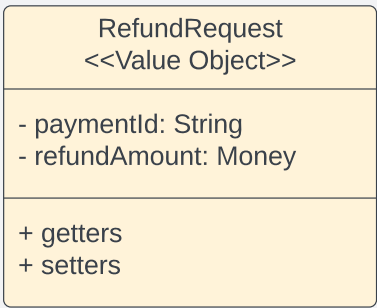 RefundRequest
<<Value Object>>
- paymentId: String
- refundAmount: Money
+ getters
+ setters